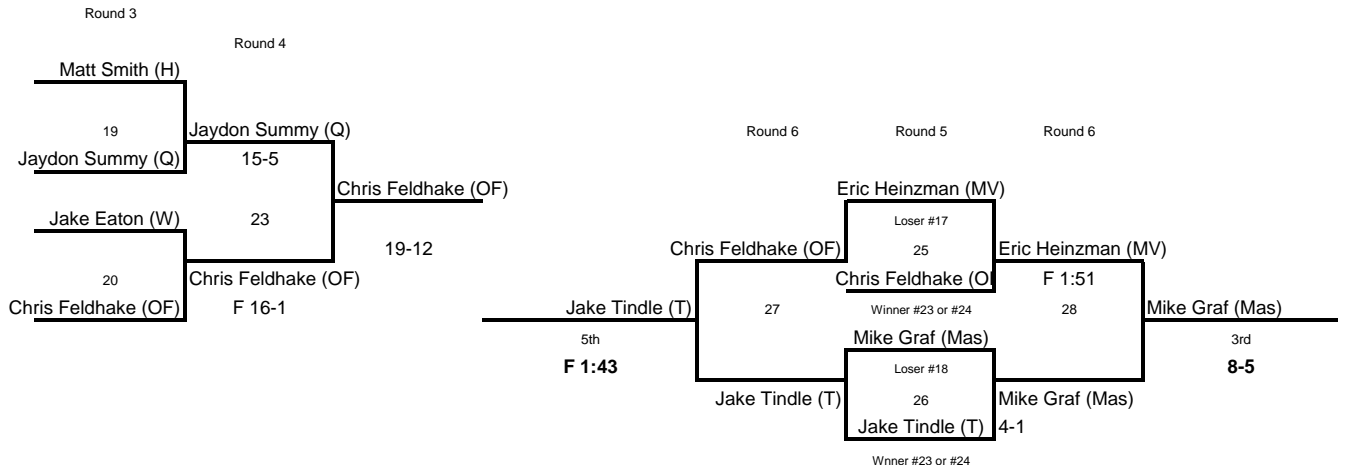 Round 3
Round 4
Matt Smith (H)
19
Jaydon Summy (Q)
Round 6
Round 5
Round 6
Jaydon Summy (Q)
15-5
Chris Feldhake (OF)
Eric Heinzman (MV)
Jake Eaton (W)
23
Loser #17
19-12
Chris Feldhake (OF)
25
Eric Heinzman (MV)
20
Chris Feldhake (OF)
Chris Feldhake (O
F 1:51
Chris Feldhake (OF)
F 16-1
Jake Tindle (T)
27
Winner #23 or #24
28
Mike Graf (Mas)
5th
Mike Graf (Mas)
3rd
F 1:43
Loser #18
8-5
Jake Tindle (T)
26
Mike Graf (Mas)
Jake Tindle (T)
4-1
Wnner #23 or #24